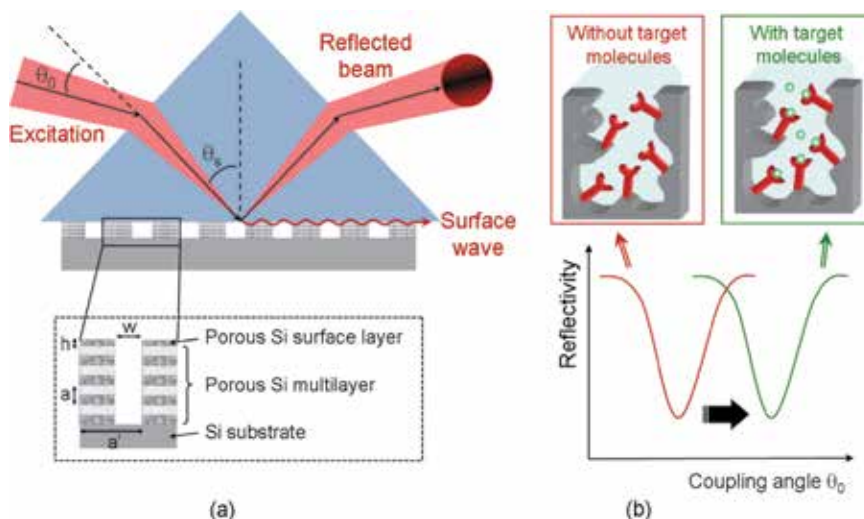 θ₀
Excitation
Reflected
beam
θs
Surface
wave
h
w
a
a'
Porous Si surface layer
Porous Si multilayer
Si substrate
(a)
Without target
molecules
With target
molecules
Reflectivity
Coupling angle θ₀
(b)